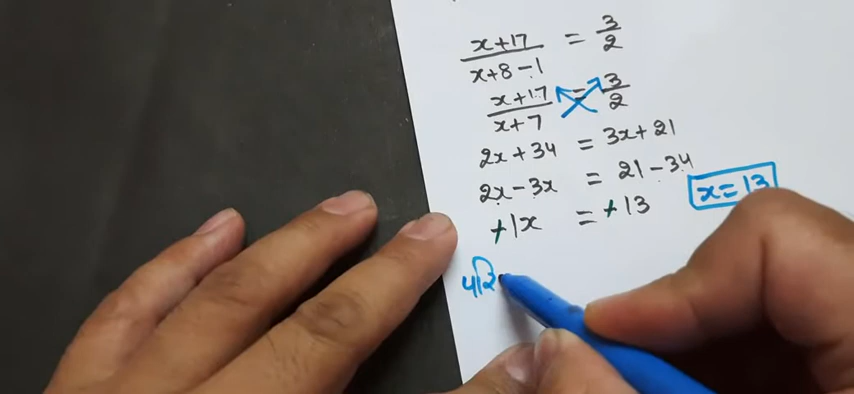 x+17 / x+8-1 = 3/2
x+17 / x+7 = 3/2
2x+34 = 3x+21
2x-3x = 21-34
+1x = +13
x=13